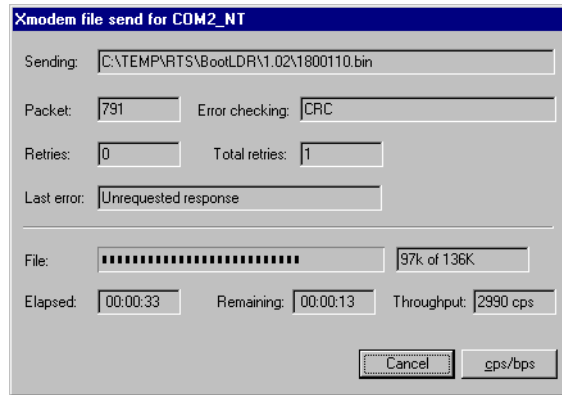 Xmodem file send for COM2_NT
Sending: C:\TEMP\RTS\BootLDR\1.02\1800110.bin
Packet: 791 Error checking: CRC
Retries: 0 Total retries: 1
Last error: Unrequested response
File: 97k of 136K
Elapsed: 00:00:33 Remaining: 00:00:13 Throughput: 2990 cps
Cancel cps/bps